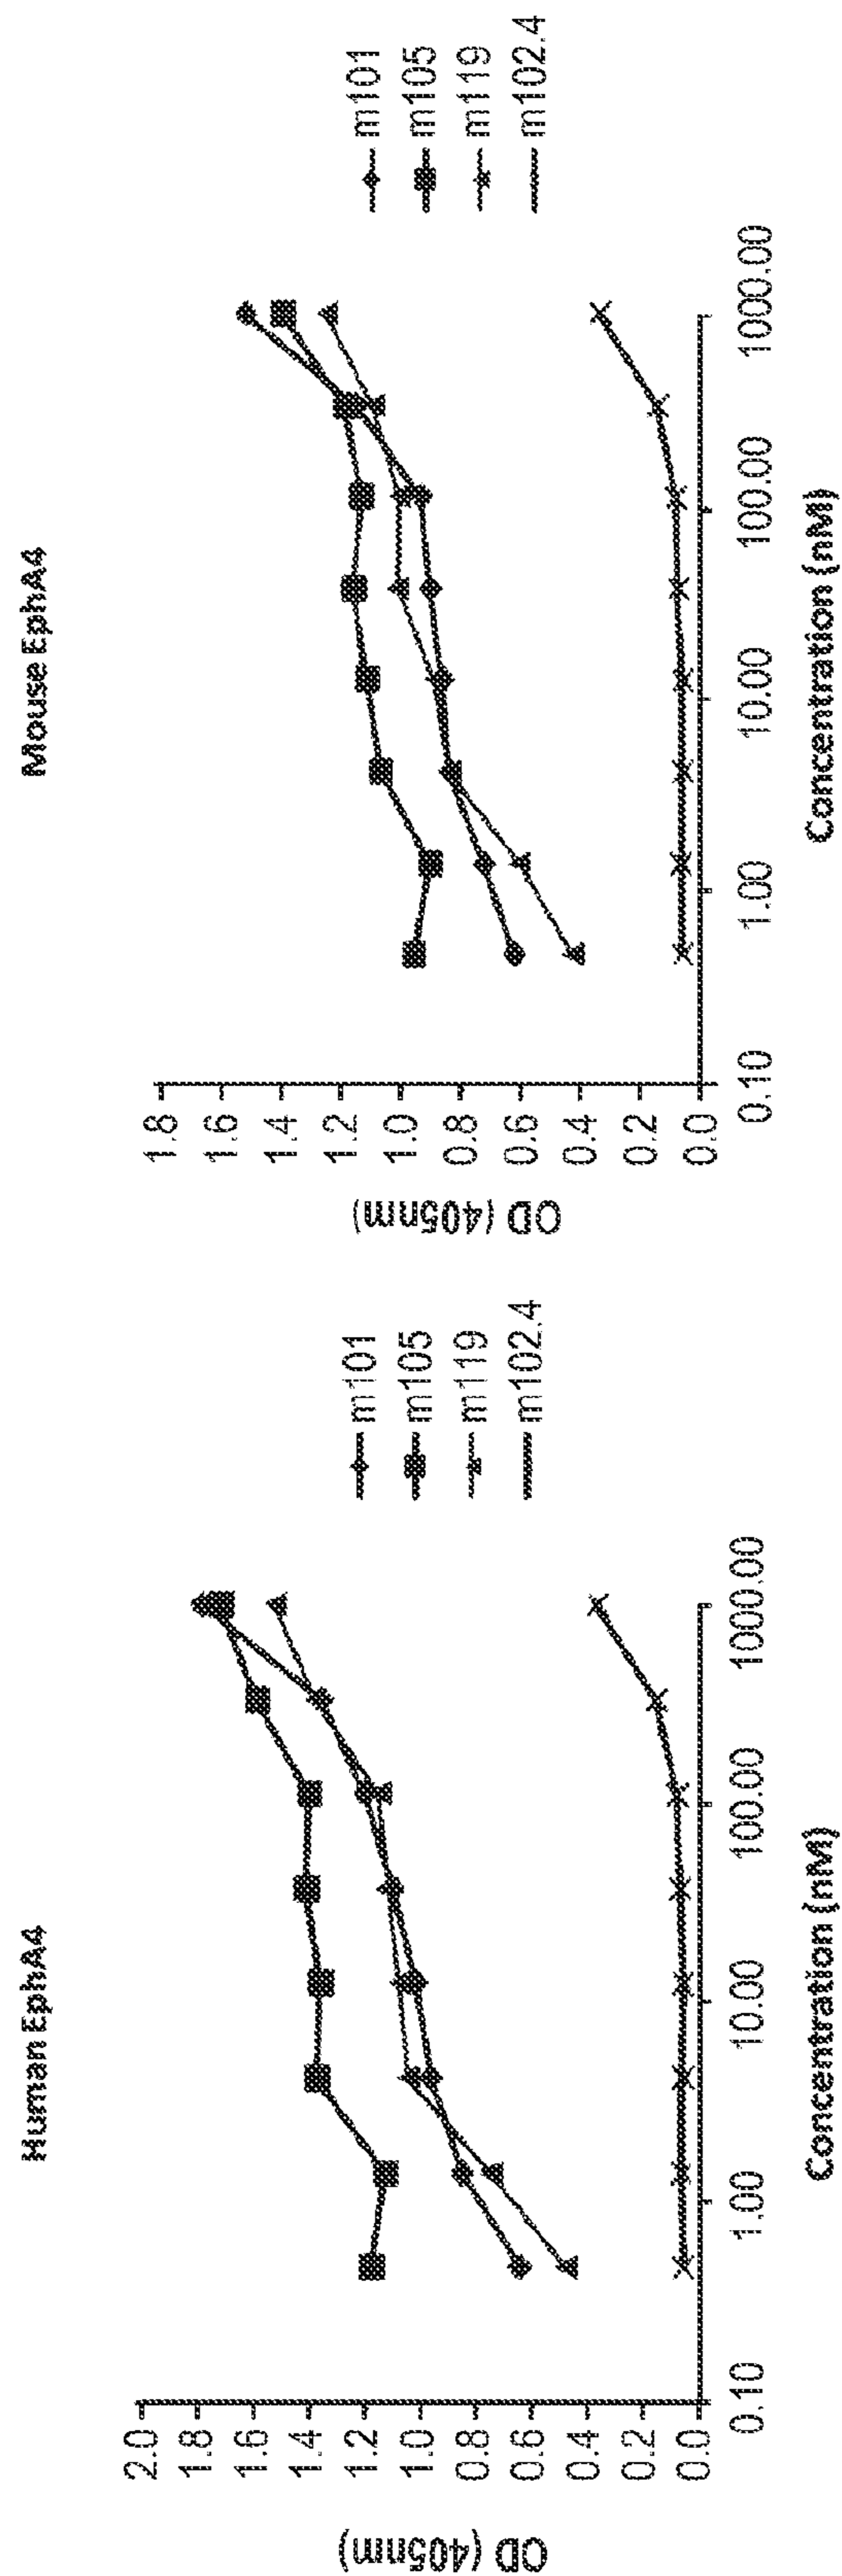 Human EphA4
OD (405nm)
2.0
1.8
1.6
1.4
1.2
1.0
0.8
0.6
0.4
0.2
0.0
0.10
1.00
10.00
100.00
1000.00
Concentration (nM)
m101
m105
m119
m102.4
Mouse EphA4
OD (405nm)
1.8
1.6
1.4
1.2
1.0
0.8
0.6
0.4
0.2
0.0
0.10
1.00
10.00
100.00
1000.00
Concentration (nM)
m101
m105
m119
m102.4